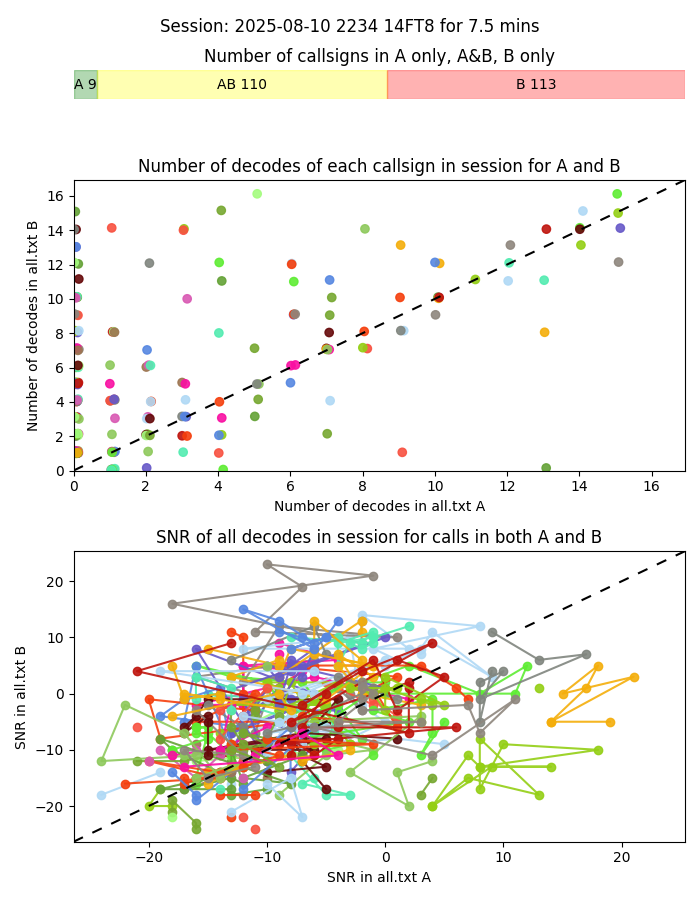 Session: 2025-08-10 2234 14FT8 for 7.5 mins
Number of callsigns in A only, A&B, B only
A 9 AB 110 B 113
Number of decodes of each callsign in session for A and B
16
14
12
10
8
6
4
2
0
Number of decodes in all.txt B
0 2 4 6 8 10 12 14 16
Number of decodes in all.txt A
SNR of all decodes in session for calls in both A and B
20
10
0
−10
−20
SNR in all.txt B
−20 −10 0 10 20
SNR in all.txt A